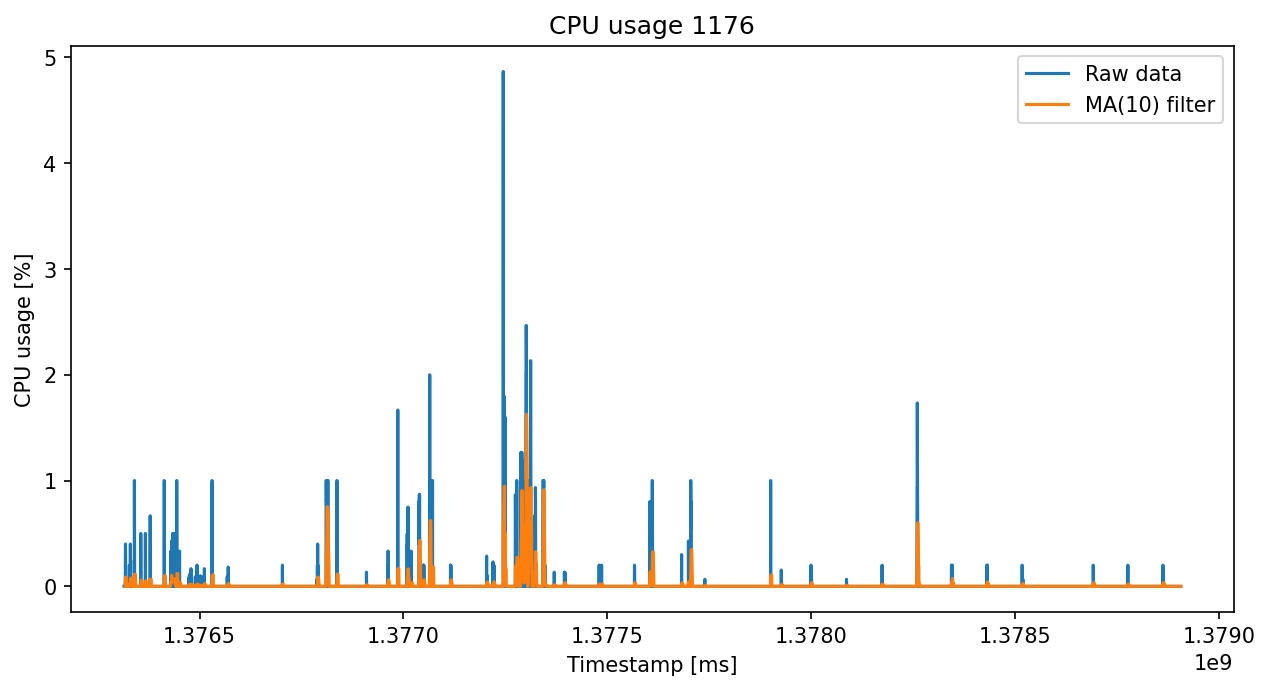 CPU usage 1176
Raw data
MA(10) filter
CPU usage [%]
5
4
3
2
1
0
1.3765 1.3770 1.3775 1.3780 1.3785 1.3790
1e9
Timestamp [ms]